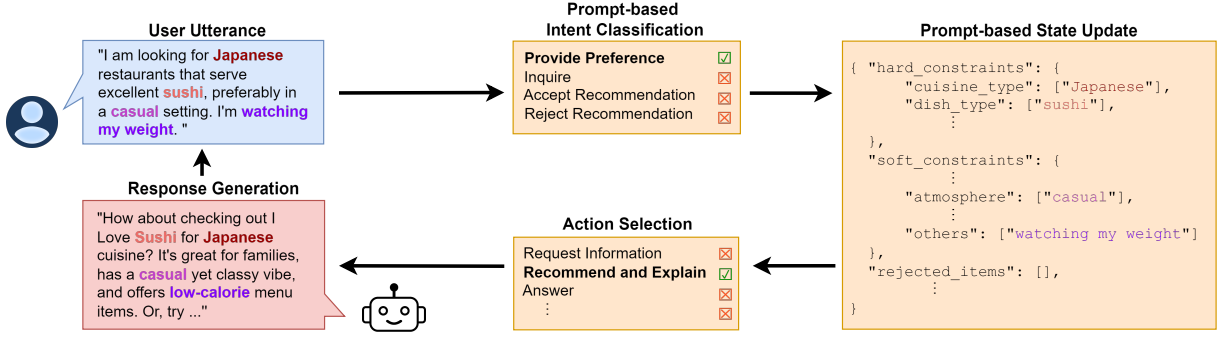 User Utterance
"I am looking for Japanese
restaurants that serve
excellent sushi, preferably in
a casual setting. I'm watching
my weight. "
Prompt-based
Intent Classification
Provide Preference
Inquire
Accept Recommendation
Reject Recommendation
Prompt-based State Update
{ "hard_constraints": {
"cuisine_type": ["Japanese"],
"dish_type": ["sushi"],
⋮
},
"soft_constraints": {
⋮
"atmosphere": ["casual"],
⋮
"others": ["watching my weight"]
},
"rejected_items": [],
⋮
}
Action Selection
Request Information
Recommend and Explain
Answer
⋮
Response Generation
"How about checking out I
Love Sushi for Japanese
cuisine? It's great for families,
has a casual yet classy vibe,
and offers low-calorie menu
items. Or, try ..."